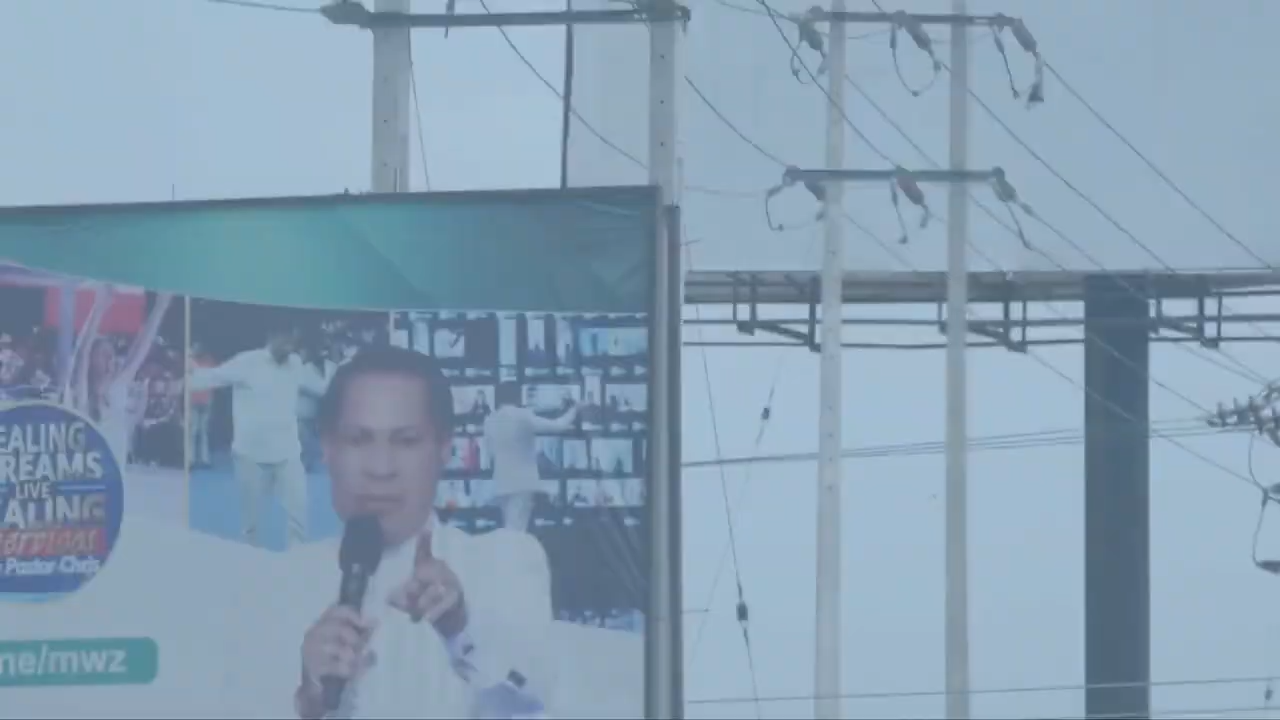 EALING
REAMS
LIVE
EALING
Pastor Chris
ne/mwz